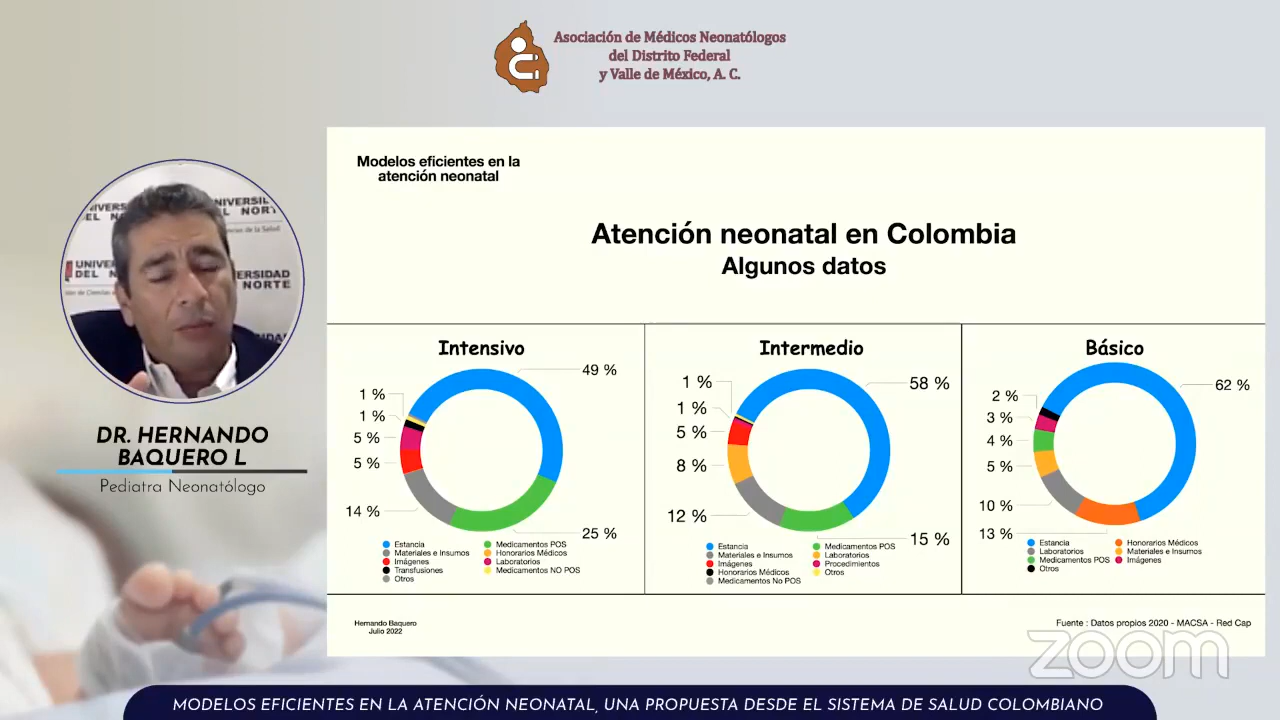 Asociación de Médicos Neonatólogos
del Distrito Federal
y Valle de México, A. C.
Modelos eficientes en la
atención neonatal
Atención neonatal en Colombia
Algunos datos
UNIVERSIDAD
DEL NORTE
DR. HERNANDO
BAQUERO L
Pediatra Neonatólogo
Intensivo
49 %
1 %
1 %
5 %
5 %
14 %
25 %
Estancia
Medicamentos POS
Materiales e Insumos
Honorarios Médicos
Imágenes
Laboratorios
Transfusiones
Medicamentos NO POS
Otros
Intermedio
1 %
58 %
1 %
5 %
8 %
12 %
15 %
Estancia
Medicamentos POS
Materiales e Insumos
Laboratorios
Imágenes
Procedimientos
Honorarios Médicos
Otros
Medicamentos No POS
Básico
62 %
2 %
3 %
4 %
5 %
10 %
13 %
Estancia
Honorarios Médicos
Laboratorios
Materiales e Insumos
Medicamentos POS
Imágenes
Otros
Hernando Baquero
Julio 2022
Fuente : Datos propios 2020 - MACSA - Red Cap
zoom
MODELOS EFICIENTES EN LA ATENCIÓN NEONATAL, UNA PROPUESTA DESDE EL SISTEMA DE SALUD COLOMBIANO